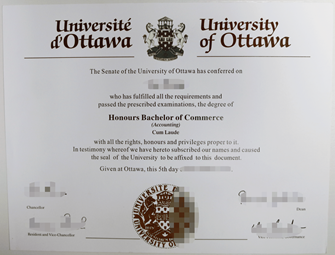 Université
d'Ottawa
University
of Ottawa
The Senate of the University of Ottawa has conferred on
who has fulfilled all the requirements and
passed the prescribed examinations, the degree of
Honours Bachelor of Commerce
(Accounting)
Cum Laude
with all the rights, honours and privileges proper to it.
In testimony whereof we have hereto subscribed our names and caused
the seal of the University to be affixed to this document.
Given at Ottawa, this 5th day
Chancellor
Dean
President and Vice-Chancellor